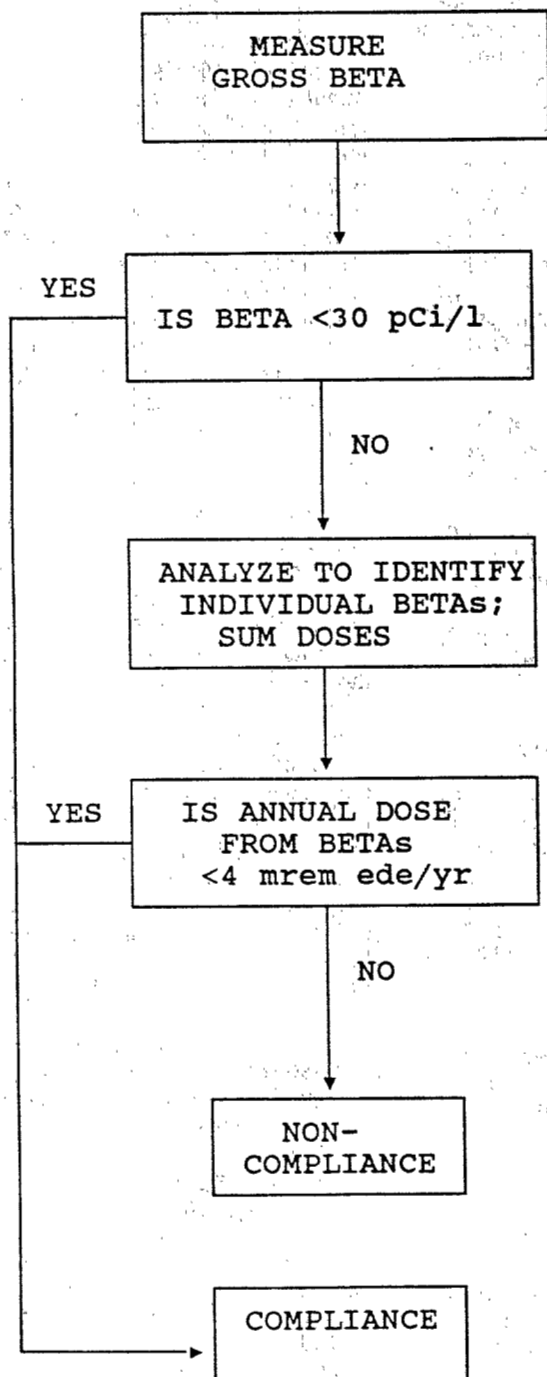 MEASURE
GROSS BETA
YES
IS BETA <30 pCi/l
NO
ANALYZE TO IDENTIFY
INDIVIDUAL BETAs;
SUM DOSES
YES
IS ANNUAL DOSE
FROM BETAs
<4 mrem ede/yr
NO
NON-
COMPLIANCE
COMPLIANCE